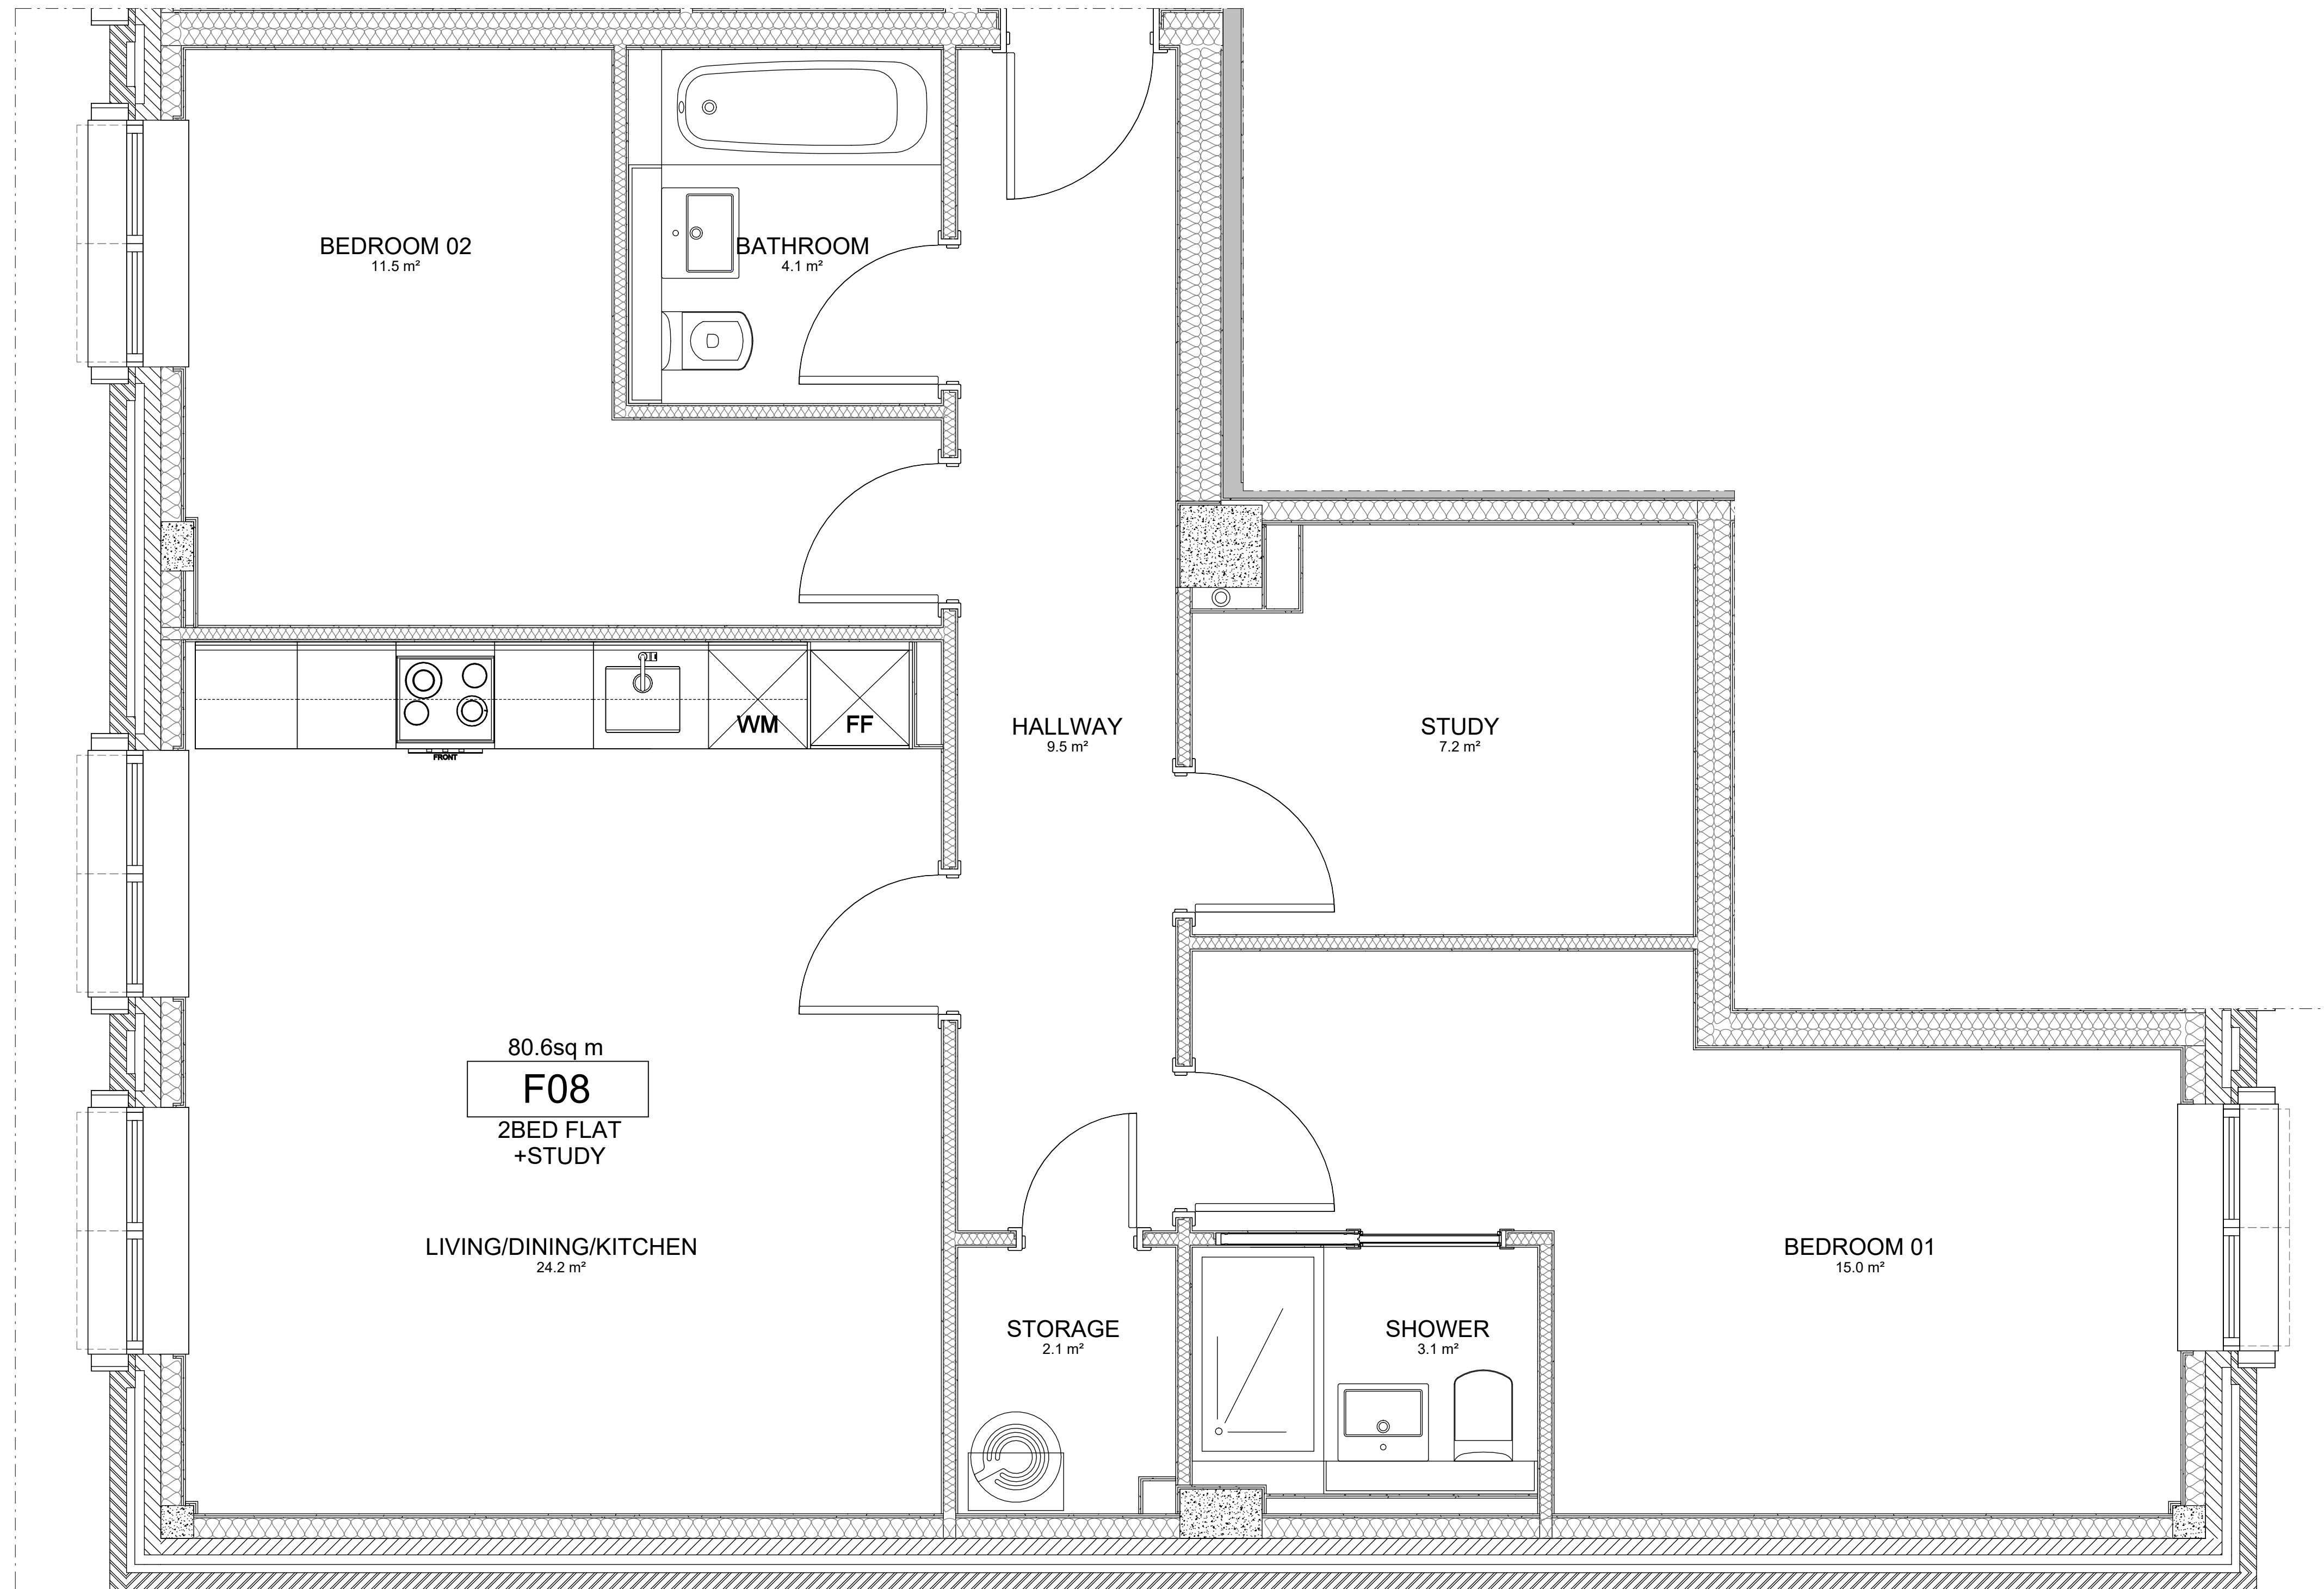 BEDROOM 02
11.5 m²
BATHROOM
4.1 m²
WM
FF
FRONT
HALLWAY
9.5 m²
STUDY
7.2 m²
80.6sq m
F08
2BED FLAT
+STUDY
LIVING/DINING/KITCHEN
24.2 m²
BEDROOM 01
15.0 m²
STORAGE
2.1 m²
SHOWER
3.1 m²